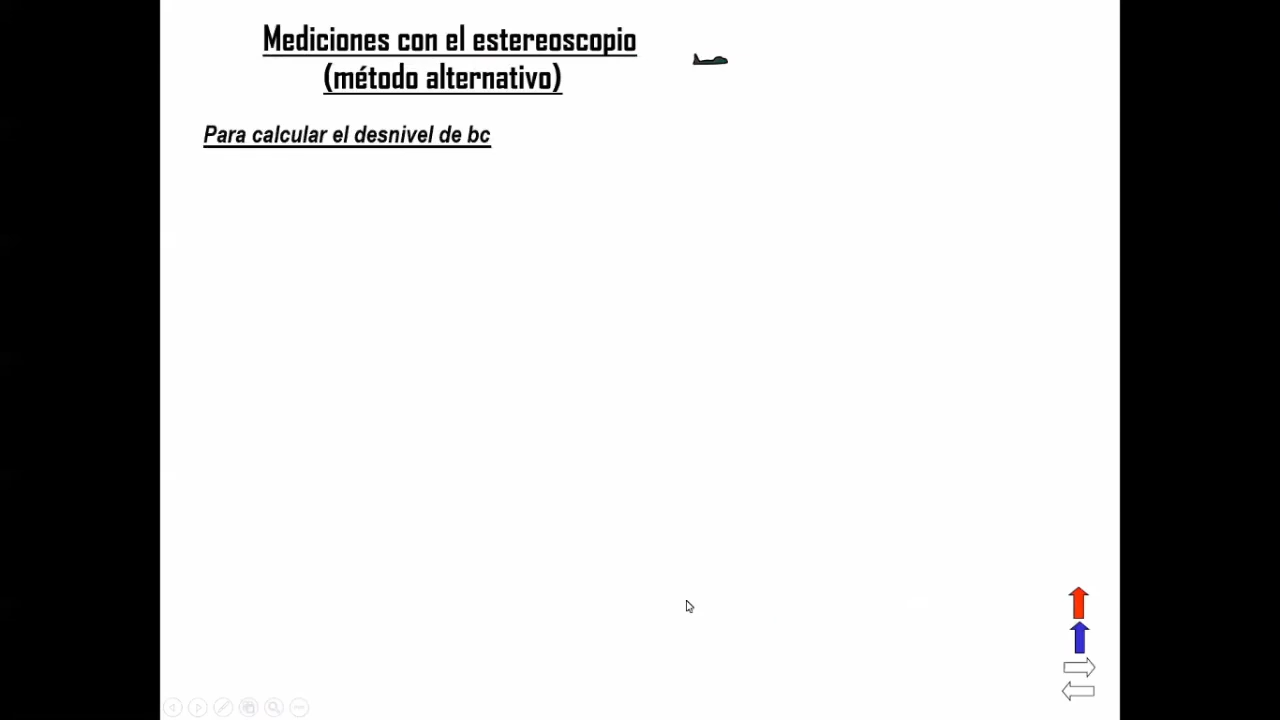 Mediciones con el estereoscopio
(método alternativo)
Para calcular el desnivel de bc